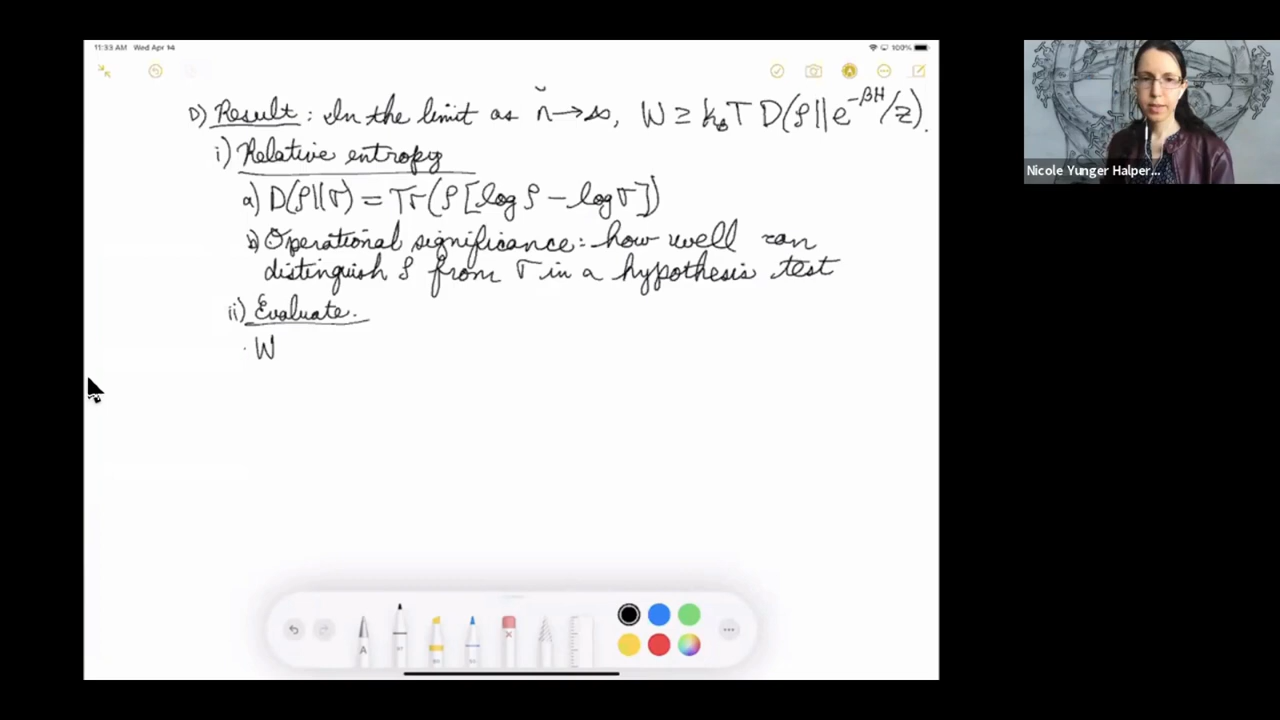 11:33 AM Wed Apr 14
100%
D) Result: In the limit as n→∞, W ≥ k_B T D(ρ||e^{-βH}/Z).
i) Relative entropy
a) D(ρ||σ) = Tr(ρ[log ρ − log σ])
b) Operational significance: how well can
distinguish ρ from σ in a hypothesis test
ii) Evaluate.
· W
Nicole Yunger Halper...